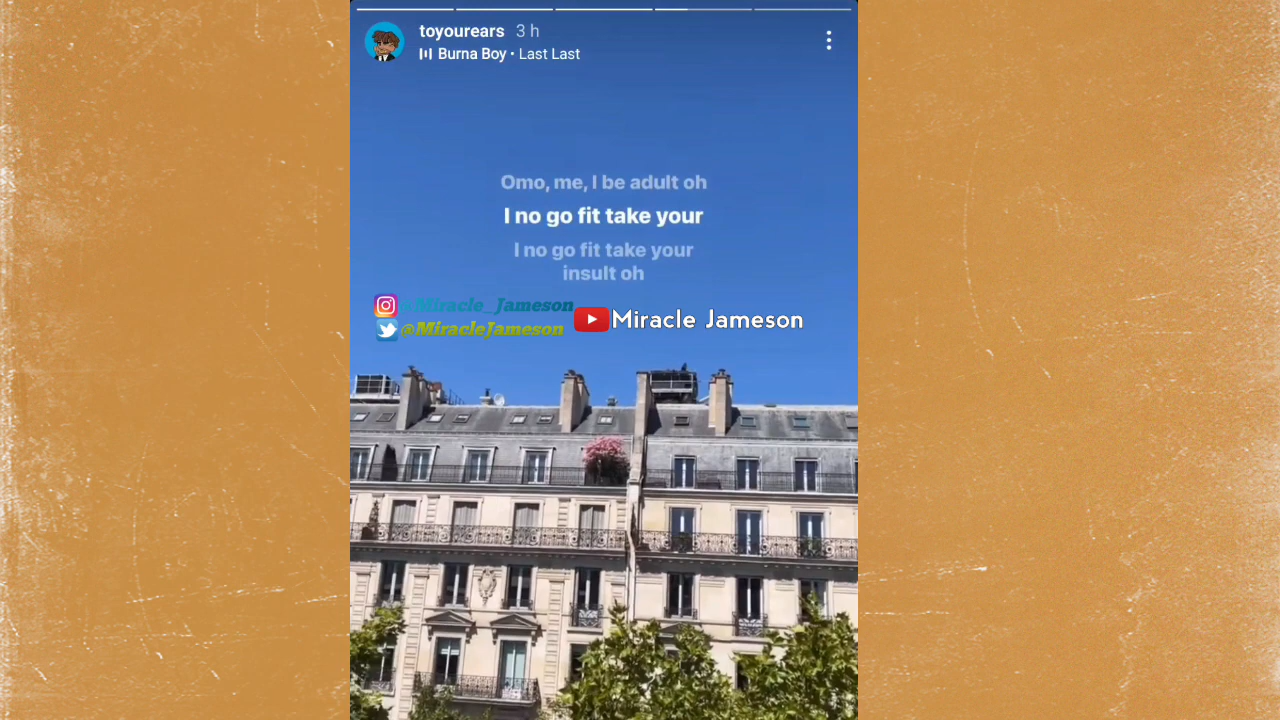 toyourears 3 h
Burna Boy • Last Last
Omo, me, I be adult oh
I no go fit take your
I no go fit take your
insult oh
@Miracle_Jameson
@MiracleJameson
Miracle Jameson